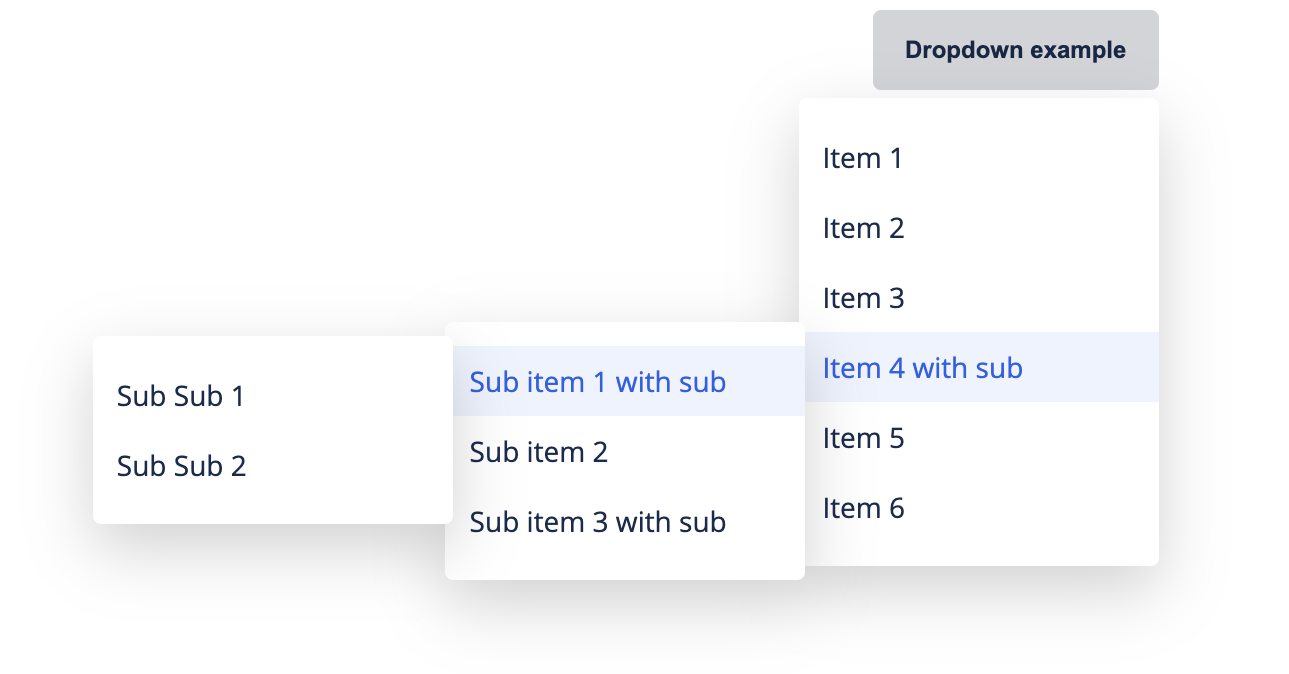 Dropdown example
Item 1
Item 2
Item 3
Item 4 with sub
Item 5
Item 6
Sub item 1 with sub
Sub item 2
Sub item 3 with sub
Sub Sub 1
Sub Sub 2